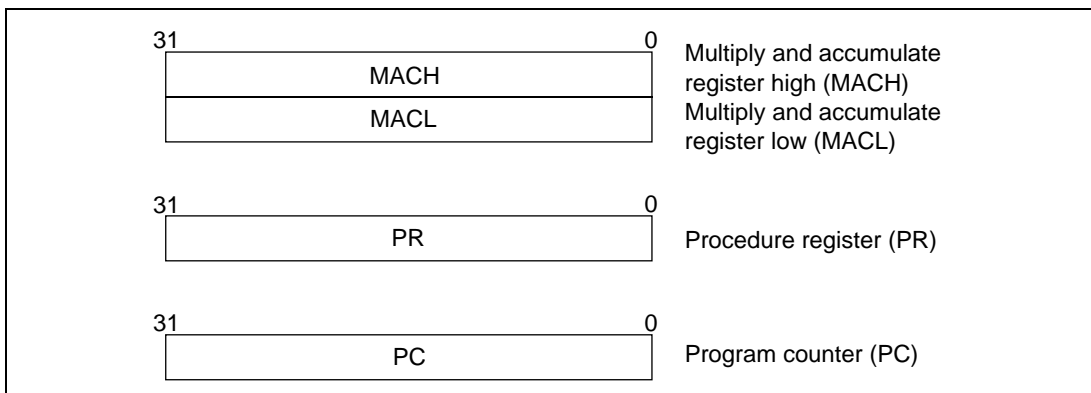 31 0
MACH
MACL
Multiply and accumulate
register high (MACH)
Multiply and accumulate
register low (MACL)
31 0
PR
Procedure register (PR)
31 0
PC
Program counter (PC)